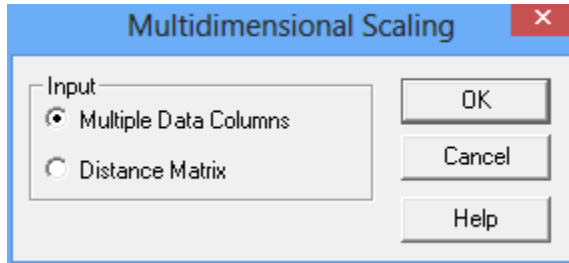 Multidimensional Scaling
Input
Multiple Data Columns
Distance Matrix
OK
Cancel
Help